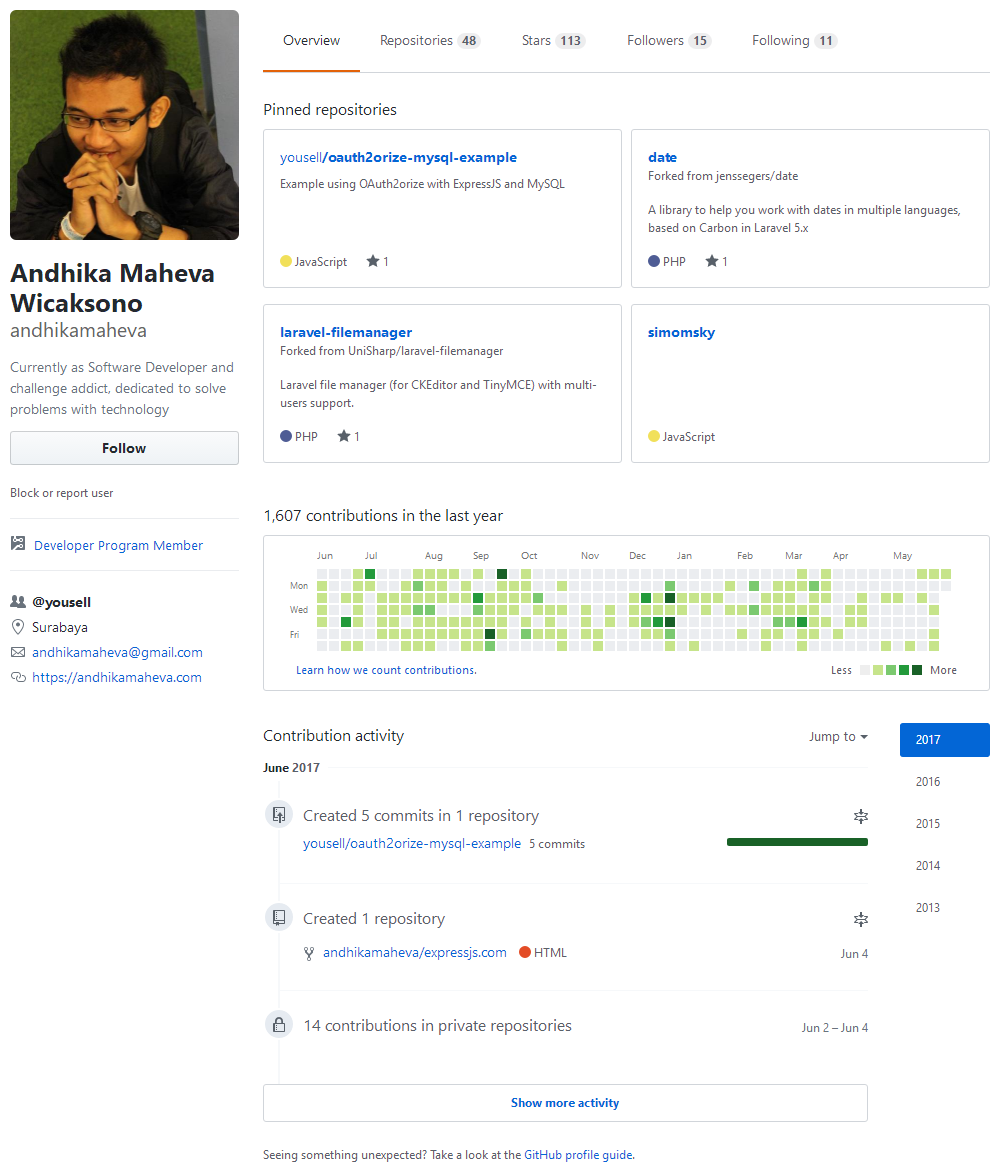 Overview Repositories 48 Stars 113 Followers 15 Following 11
Andhika Maheva
Wicaksono
andhikamaheva
Currently as Software Developer and
challenge addict, dedicated to solve
problems with technology
Follow
Block or report user
Developer Program Member
@yousell
Surabaya
andhikamaheva@gmail.com
https://andhikamaheva.com
Pinned repositories
yousell/oauth2orize-mysql-example
Example using OAuth2orize with ExpressJS and MySQL
JavaScript 1
date
Forked from jenssegers/date
A library to help you work with dates in multiple languages,
based on Carbon in Laravel 5.x
PHP 1
laravel-filemanager
Forked from UniSharp/laravel-filemanager
Laravel file manager (for CKEditor and TinyMCE) with multi-
users support.
PHP 1
simomsky
JavaScript
1,607 contributions in the last year
Jun Jul Aug Sep Oct Nov Dec Jan Feb Mar Apr May
Mon
Wed
Fri
Learn how we count contributions. Less More
Contribution activity Jump to
2017
2016
2015
2014
2013
June 2017
Created 5 commits in 1 repository
yousell/oauth2orize-mysql-example 5 commits
Created 1 repository
andhikamaheva/expressjs.com HTML Jun 4
14 contributions in private repositories Jun 2 – Jun 4
Show more activity
Seeing something unexpected? Take a look at the GitHub profile guide.